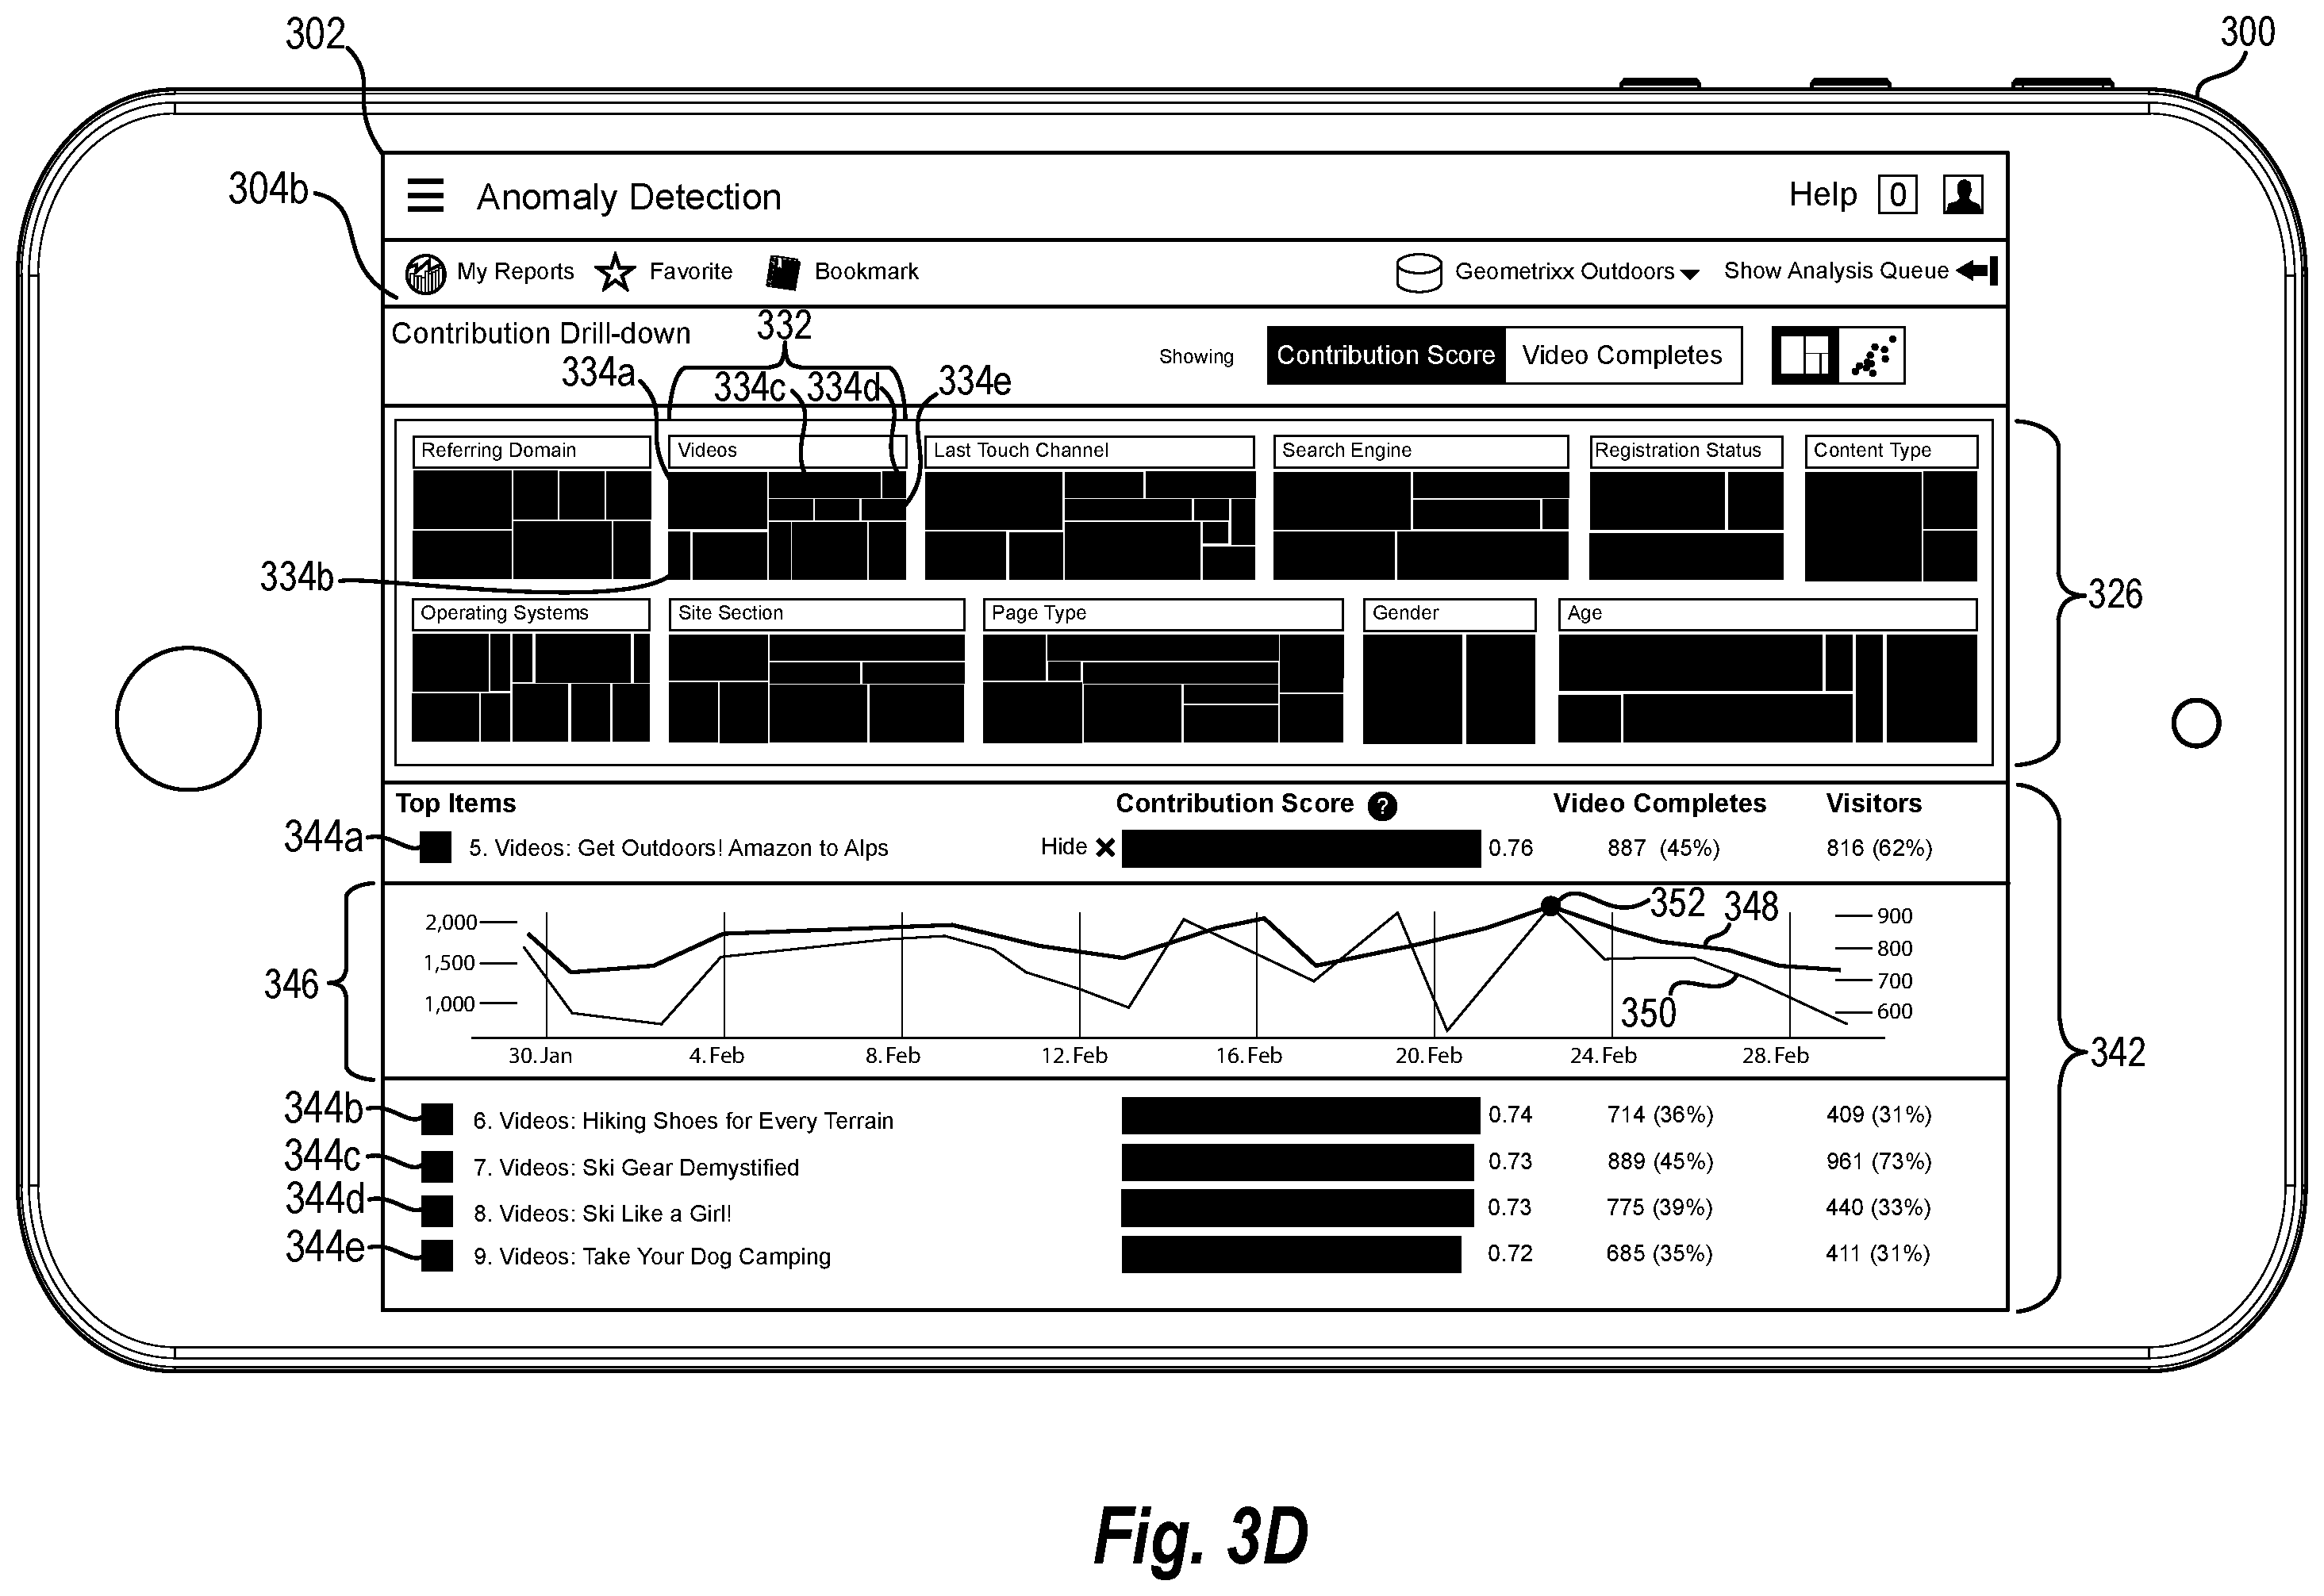 302
300
304b
Anomaly Detection
Help 0
My Reports Favorite Bookmark Geometrixx Outdoors Show Analysis Queue
Contribution Drill-down
332
Showing Contribution Score Video Completes
334a 334c 334d 334e
Referring Domain Videos Last Touch Channel Search Engine Registration Status Content Type
334b
326
Operating Systems Site Section Page Type Gender Age
Top Items Contribution Score ? Video Completes Visitors
344a 5. Videos: Get Outdoors! Amazon to Alps Hide 0.76 887 (45%) 816 (62%)
352 348
2,000 900
1,500 800
346 700
1,000 350 600
30.Jan 4.Feb 8.Feb 12.Feb 16.Feb 20.Feb 24.Feb 28.Feb
342
344b 6. Videos: Hiking Shoes for Every Terrain 0.74 714 (36%) 409 (31%)
344c 7. Videos: Ski Gear Demystified 0.73 889 (45%) 961 (73%)
344d 8. Videos: Ski Like a Girl! 0.73 775 (39%) 440 (33%)
344e 9. Videos: Take Your Dog Camping 0.72 685 (35%) 411 (31%)
Fig. 3D